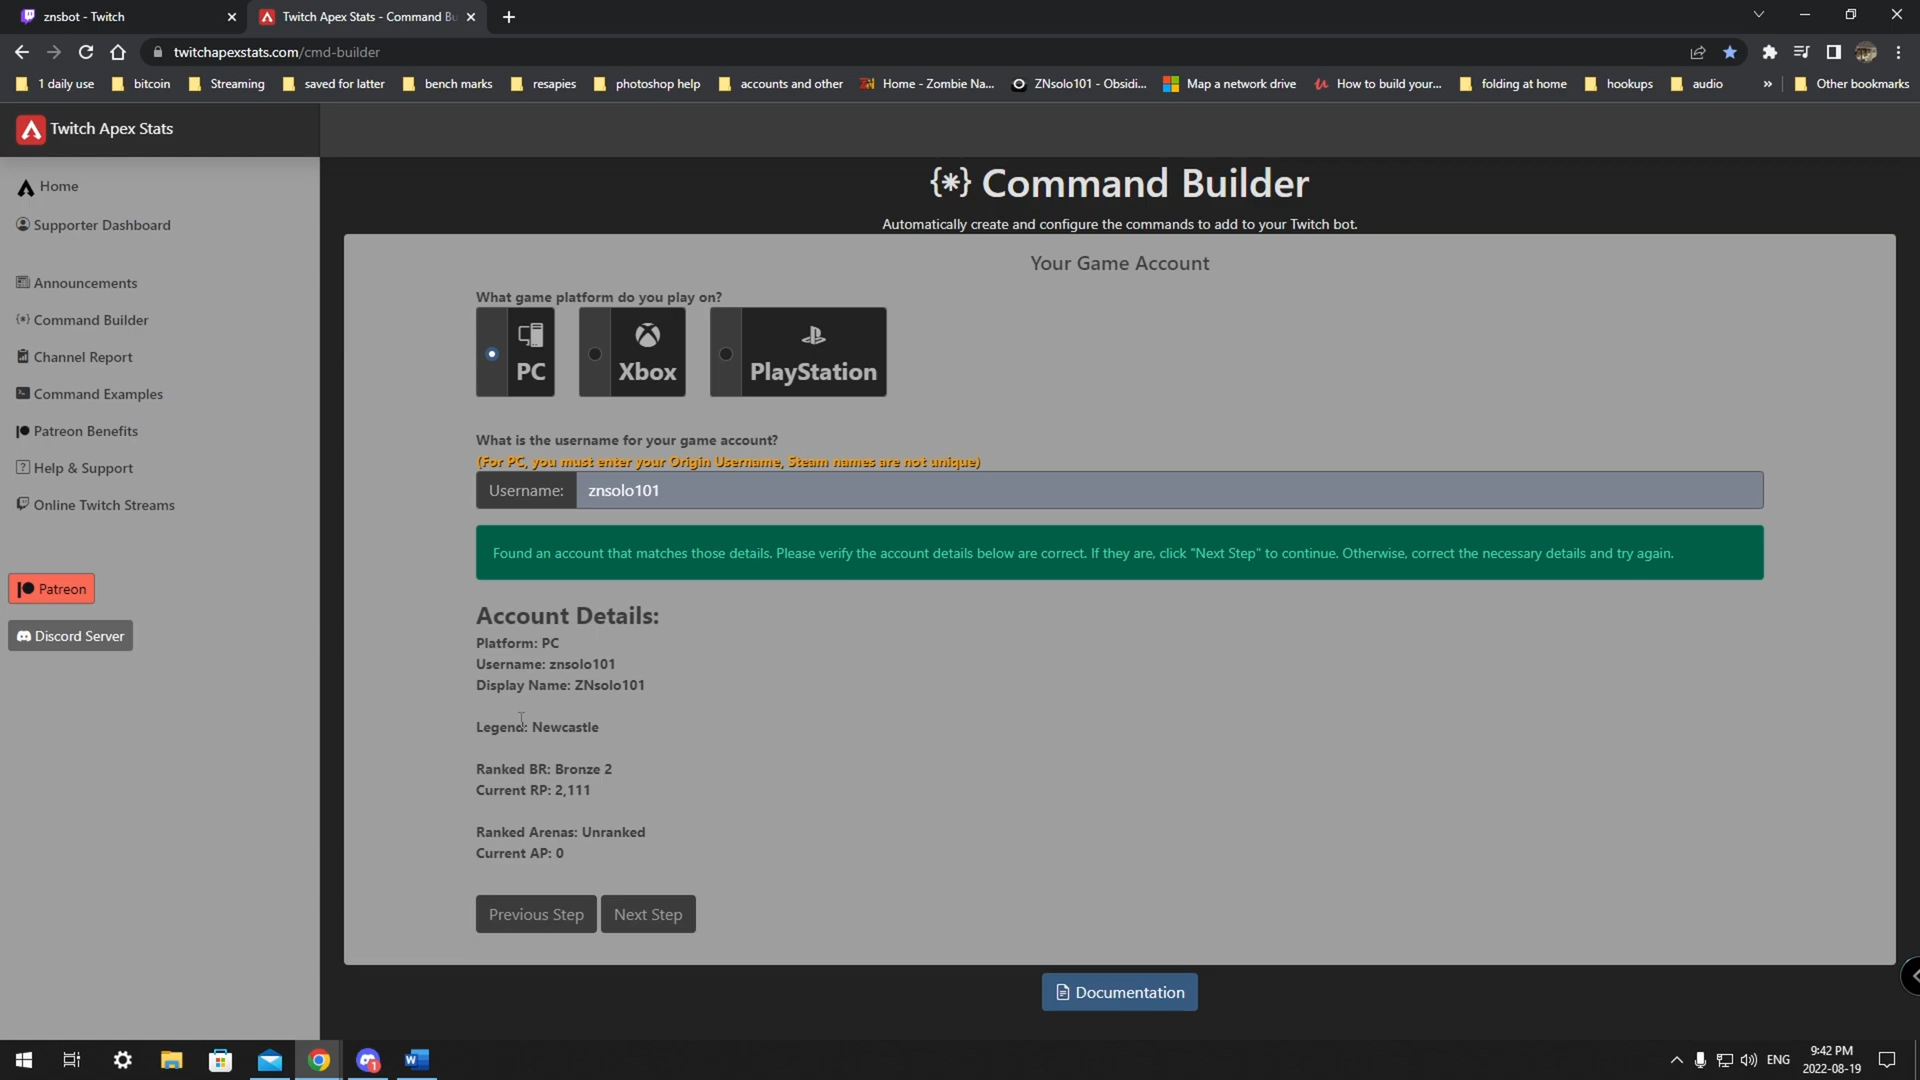 znsbot - Twitch
Twitch Apex Stats - Command Bu
twitchapexstats.com/cmd-builder
1 daily use
bitcoin
Streaming
saved for latter
bench marks
resapies
photoshop help
accounts and other
Home - Zombie Na...
ZNsolo101 - Obsidi...
Map a network drive
How to build your...
folding at home
hookups
audio
»
Other bookmarks
Twitch Apex Stats
Home
Supporter Dashboard
Announcements
Command Builder
Channel Report
Command Examples
Patreon Benefits
Help & Support
Online Twitch Streams
Patreon
Discord Server
{*} Command Builder
Automatically create and configure the commands to add to your Twitch bot.
Your Game Account
What game platform do you play on?
PC
Xbox
PlayStation
What is the username for your game account?
(For PC, you must enter your Origin Username, Steam names are not unique)
Username: znsolo101
Found an account that matches those details. Please verify the account details below are correct. If they are, click "Next Step" to continue. Otherwise, correct the necessary details and try again.
Account Details:
Platform: PC
Username: znsolo101
Display Name: ZNsolo101
Legend: Newcastle
Ranked BR: Bronze 2
Current RP: 2,111
Ranked Arenas: Unranked
Current AP: 0
Previous Step
Next Step
Documentation
ENG
9:42 PM
2022-08-19